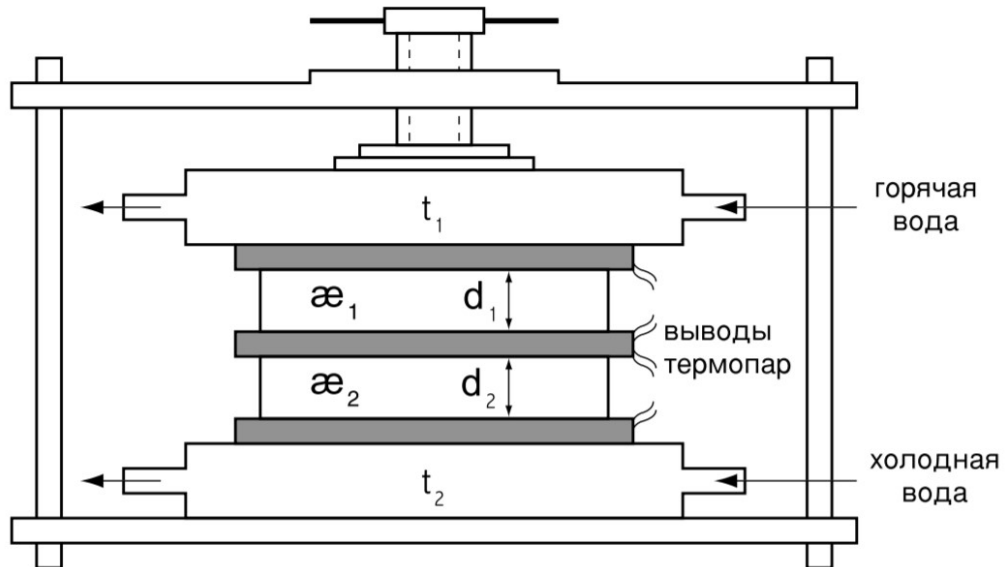 t₁
горячая
вода
æ₁
d₁
выводы
термопар
æ₂
d₂
t₂
холодная
вода